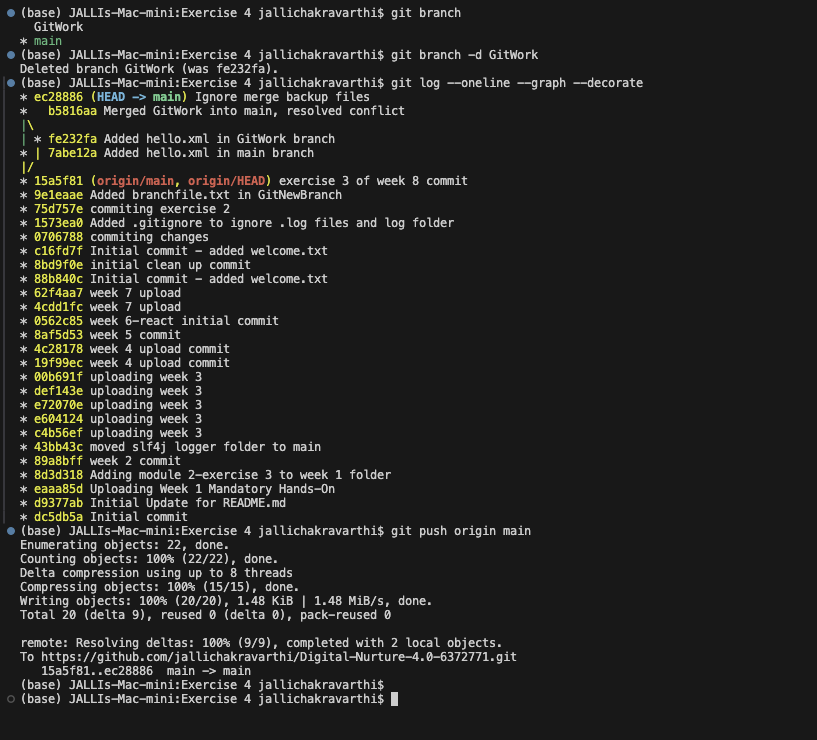 (base) JALLIs-Mac-mini:Exercise 4 jallichakravarthi$ git branch
  GitWork
* main
(base) JALLIs-Mac-mini:Exercise 4 jallichakravarthi$ git branch -d GitWork
Deleted branch GitWork (was fe232fa).
(base) JALLIs-Mac-mini:Exercise 4 jallichakravarthi$ git log --oneline --graph --decorate
* ec28886 (HEAD -> main) Ignore merge backup files
*   b5816aa Merged GitWork into main, resolved conflict
|\
| * fe232fa Added hello.xml in GitWork branch
* | 7abe12a Added hello.xml in main branch
|/
* 15a5f81 (origin/main, origin/HEAD) exercise 3 of week 8 commit
* 9e1eaae Added branchfile.txt in GitNewBranch
* 75d757e commiting exercise 2
* 1573ea0 Added .gitignore to ignore .log files and log folder
* 0706788 commiting changes
* c16fd7f Initial commit - added welcome.txt
* 8bd9f0e initial clean up commit
* 88b840c Initial commit - added welcome.txt
* 62f4aa7 week 7 upload
* 4cdd1fc week 7 upload
* 0562c85 week 6-react initial commit
* 8af5d53 week 5 commit
* 4c28178 week 4 upload commit
* 19f99ec week 4 upload commit
* 00b691f uploading week 3
* def143e uploading week 3
* e72070e uploading week 3
* e604124 uploading week 3
* c4b56ef uploading week 3
* 43bb43c moved slf4j logger folder to main
* 89a8bff week 2 commit
* 8d3d318 Adding module 2-exercise 3 to week 1 folder
* eaaa85d Uploading Week 1 Mandatory Hands-On
* d9377ab Initial Update for README.md
* dc5db5a Initial commit
(base) JALLIs-Mac-mini:Exercise 4 jallichakravarthi$ git push origin main
Enumerating objects: 22, done.
Counting objects: 100% (22/22), done.
Delta compression using up to 8 threads
Compressing objects: 100% (15/15), done.
Writing objects: 100% (20/20), 1.48 KiB | 1.48 MiB/s, done.
Total 20 (delta 9), reused 0 (delta 0), pack-reused 0

remote: Resolving deltas: 100% (9/9), completed with 2 local objects.
To https://github.com/jallichakravarthi/Digital-Nurture-4.0-6372771.git
   15a5f81..ec28886  main -> main
(base) JALLIs-Mac-mini:Exercise 4 jallichakravarthi$
(base) JALLIs-Mac-mini:Exercise 4 jallichakravarthi$